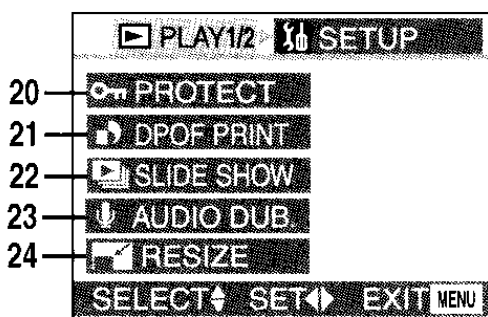 PLAY1/2 SETUP
20 PROTECT
21 DPOF PRINT
22 SLIDE SHOW
23 AUDIO DUB.
24 RESIZE
SELECT SET EXIT MENU